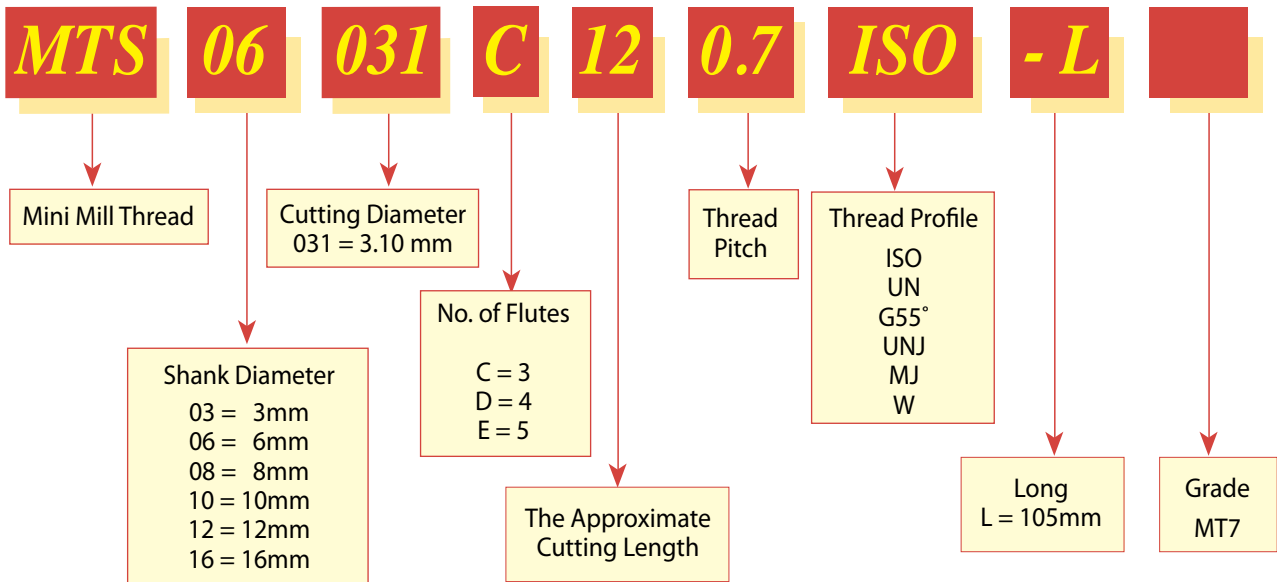 MTS 06 031 C 12 0.7 ISO - L
Mini Mill Thread
Shank Diameter
03 = 3mm
06 = 6mm
08 = 8mm
10 = 10mm
12 = 12mm
16 = 16mm
Cutting Diameter
031 = 3.10 mm
No. of Flutes
C = 3
D = 4
E = 5
The Approximate
Cutting Length
Thread
Pitch
Thread Profile
ISO
UN
G55°
UNJ
MJ
W
Long
L = 105mm
Grade
MT7